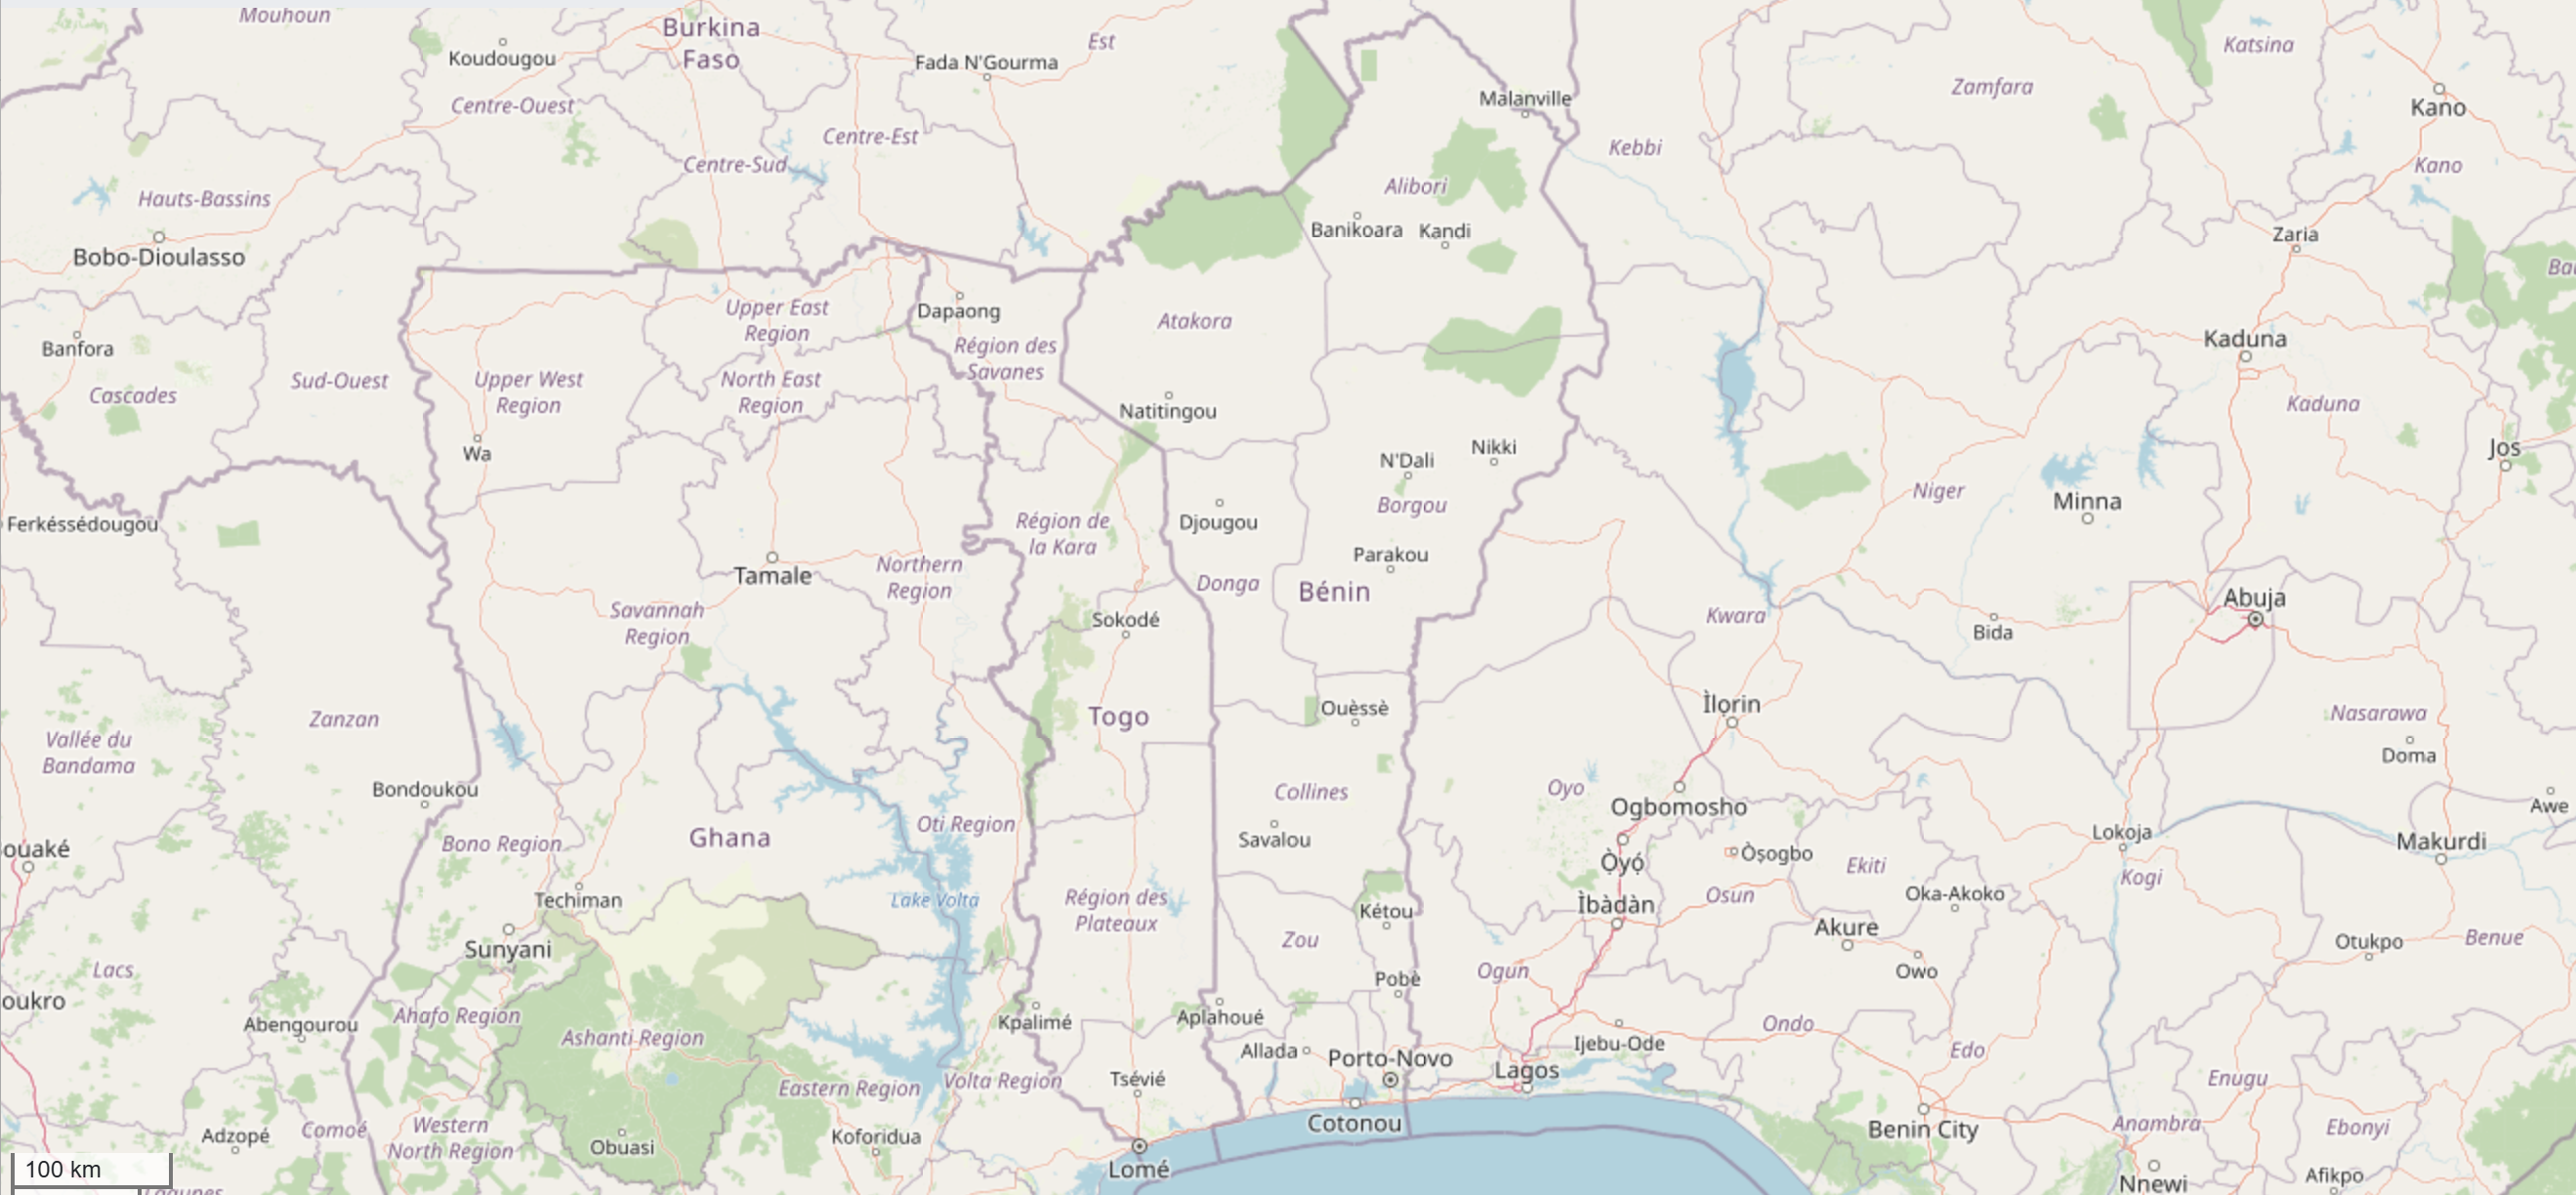 Mouhoun
Burkina
Faso
Koudougou
Fada N'Gourma
Est
Katsina
Centre-Ouest
Malanville
Zamfara
Kano
Centre-Est
Centre-Sud
Kebbi
Kano
Hauts-Bassins
Alibori
Bobo-Dioulasso
Banikoara
Kandi
Zaria
Ba
Upper East
Region
Dapaong
Atakora
Banfora
Région des
Savanes
Kaduna
Cascades
Sud-Ouest
Upper West
Region
North East
Region
Natitingou
Kaduna
Wa
N'Dali
Nikki
Jos
Borgou
Niger
Minna
Ferkéssédougou
Région de
la Kara
Djougou
Parakou
Tamale
Northern
Region
Donga
Bénin
Savannah
Region
Sokodé
Kwara
Bida
Abuja
Zanzan
Togo
Ouèssè
Ìlọrin
Nasarawa
Vallée du
Bandama
Doma
Bondoukou
Collines
Oyo
Ogbomosho
Awe
Bono Region
Ghana
Oti Region
Savalou
Lokoja
Makurdi
ouaké
Òyọ́
Òṣogbo
Ekiti
Kogi
Techiman
Lake Volta
Région des
Plateaux
Kétou
Ìbàdàn
Osun
Oka-Akoko
Sunyani
Zou
Akure
Otukpo
Benue
Lacs
Pobè
Ogun
Owo
oukro
Abengourou
Ahafo Region
Ashanti Region
Kpalimé
Aplahoué
Ondo
Allada
Porto-Novo
Ijebu-Ode
Edo
Lagos
Eastern Region
Volta Region
Tsévié
Enugu
Adzopé
Comoé
Western
North Region
Obuasi
Koforidua
Cotonou
Benin City
Anambra
Ebonyi
100 km
Lomé
Nnewi
Afikpo